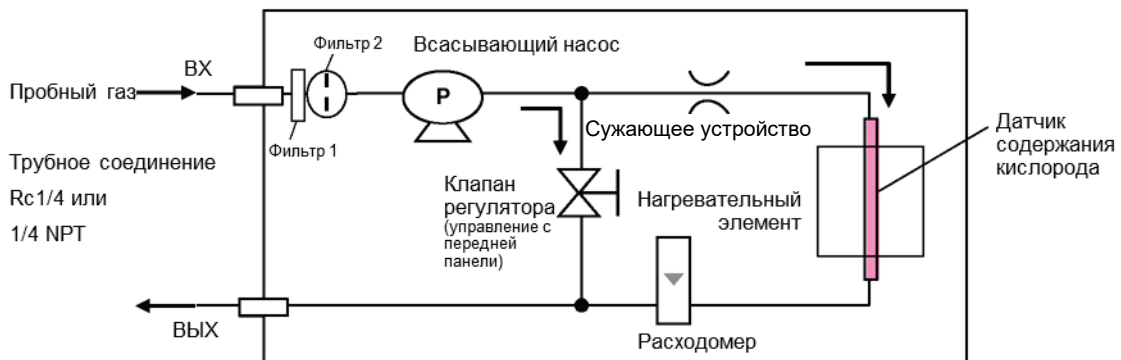 Фильтр 2
Всасывающий насос
ВХ
Пробный газ
P
Фильтр 1
Сужающее устройство
Датчик
содержания
кислорода
Трубное соединение
Rc1/4 или
1/4 NPT
Клапан
регулятора
(управление с
передней
панели)
Нагревательный
элемент
ВЫХ
Расходомер